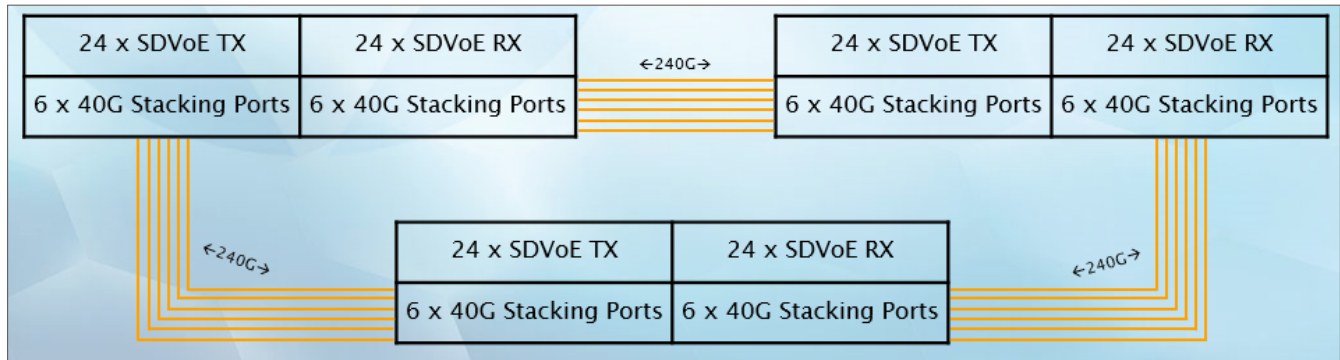 24 x SDVoE TX 24 x SDVoE RX
6 x 40G Stacking Ports 6 x 40G Stacking Ports
←240G→
24 x SDVoE TX 24 x SDVoE RX
6 x 40G Stacking Ports 6 x 40G Stacking Ports
←240G→
24 x SDVoE TX 24 x SDVoE RX
6 x 40G Stacking Ports 6 x 40G Stacking Ports
←240G→